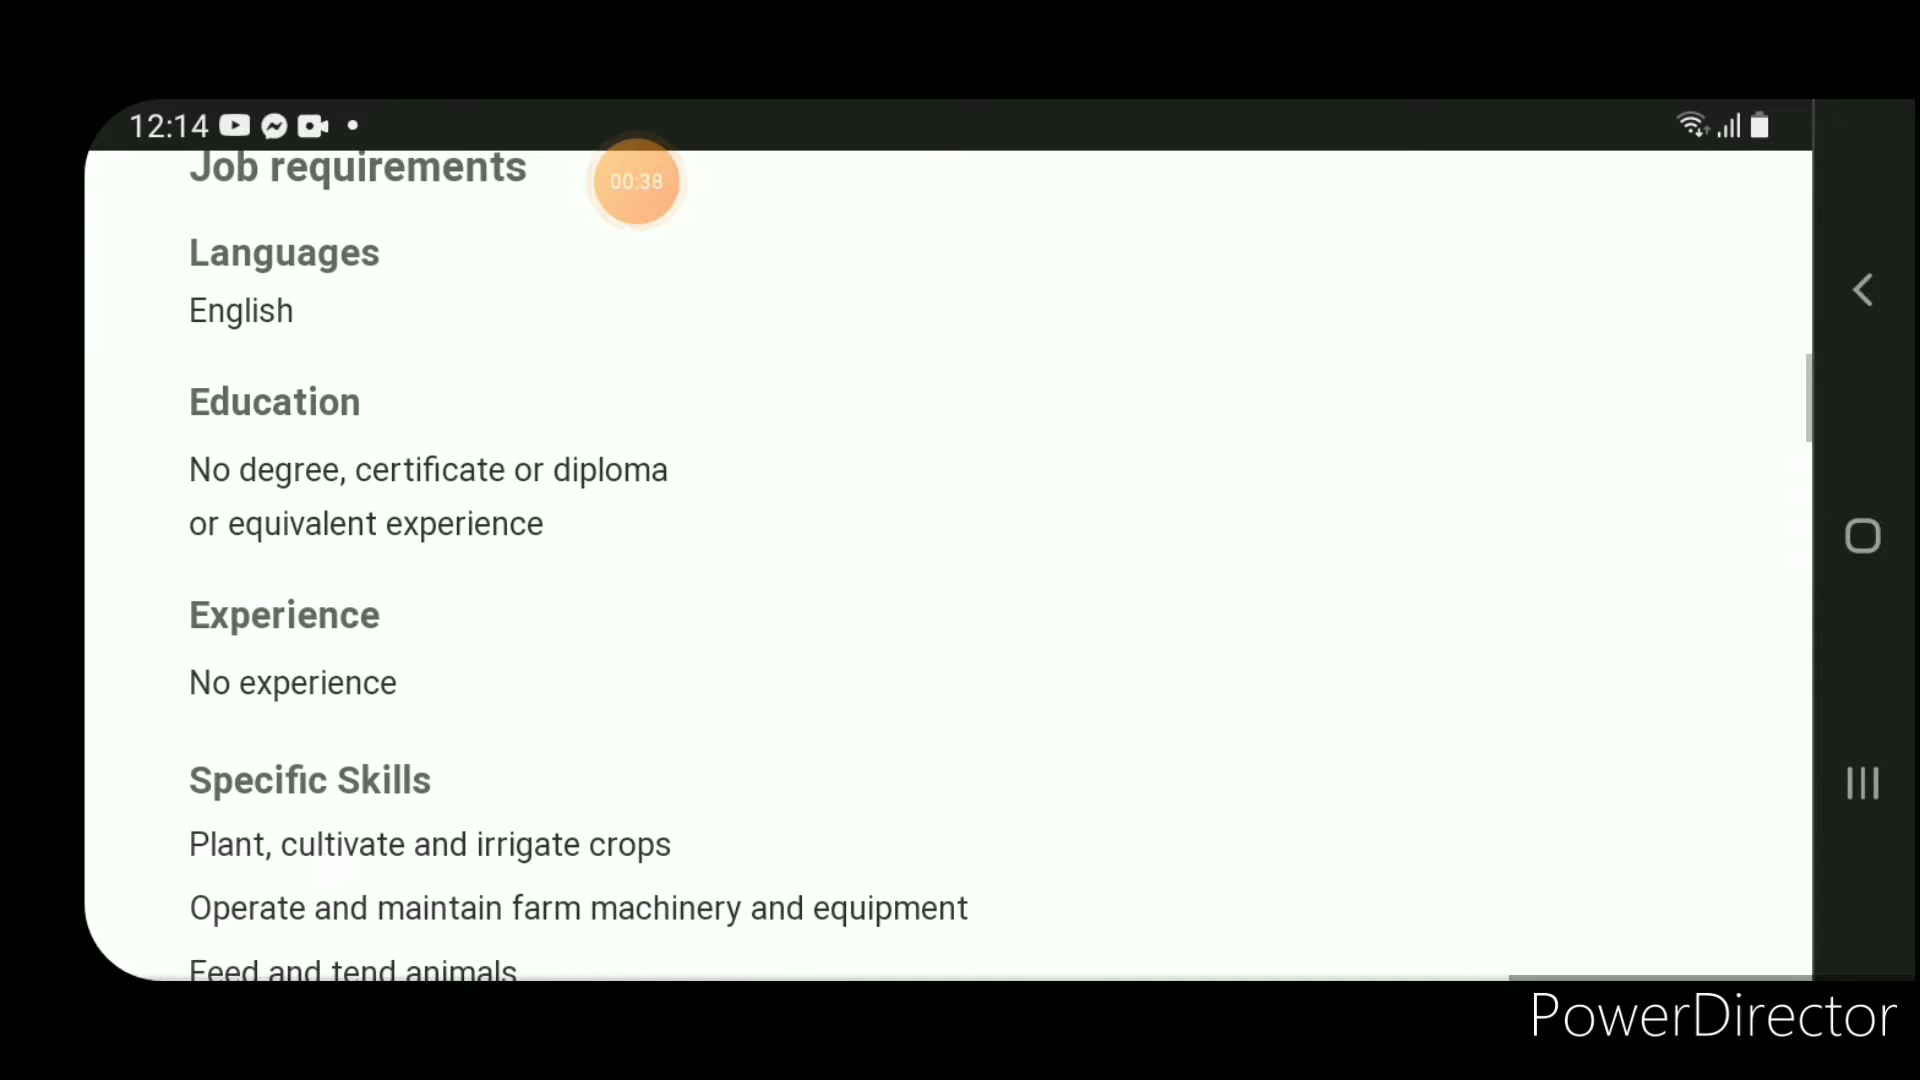 12:14
Job requirements
00:38
Languages
English
Education
No degree, certificate or diploma
or equivalent experience
Experience
No experience
Specific Skills
Plant, cultivate and irrigate crops
Operate and maintain farm machinery and equipment
Feed and tend animals
PowerDirector